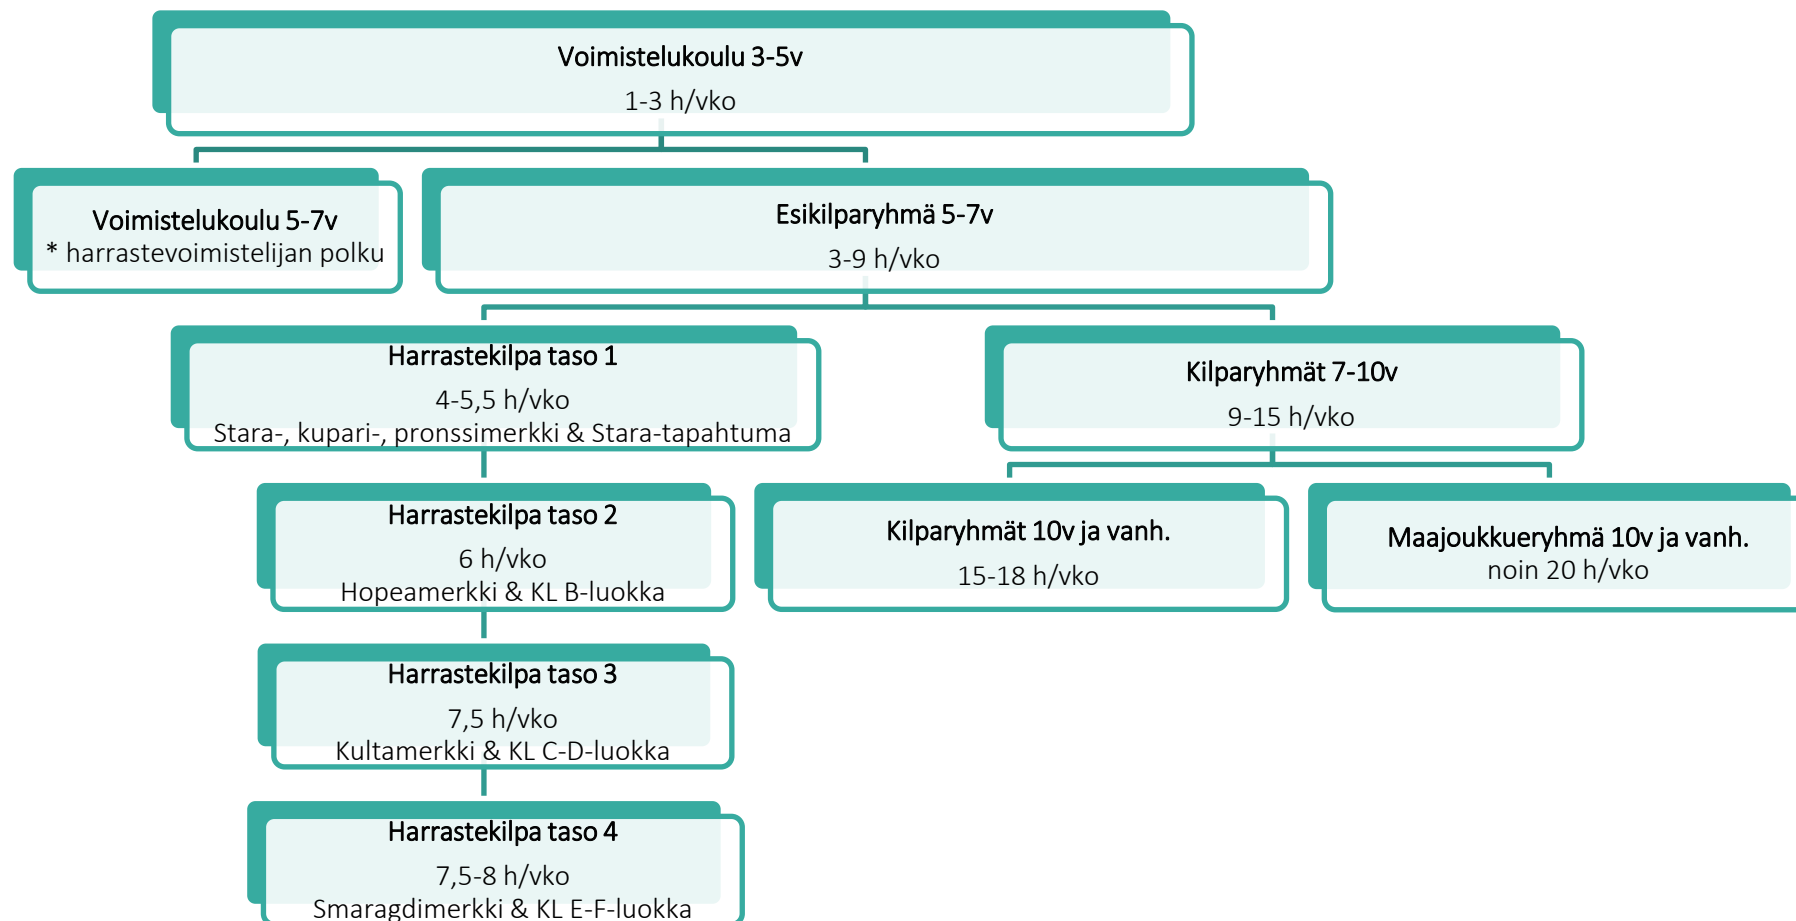 Voimistelukoulu 3-5v
1-3 h/vko
Voimistelukoulu 5-7v
* harrastevoimistelijan polku
Esikilparyhmä 5-7v
3-9 h/vko
Harrastekilpa taso 1
4-5,5 h/vko
Stara-, kupari-, pronssimerkki & Stara-tapahtuma
Kilparyhmät 7-10v
9-15 h/vko
Harrastekilpa taso 2
6 h/vko
Hopeamerkki & KL B-luokka
Kilparyhmät 10v ja vanh.
15-18 h/vko
Maajoukkueryhmä 10v ja vanh.
noin 20 h/vko
Harrastekilpa taso 3
7,5 h/vko
Kultamerkki & KL C-D-luokka
Harrastekilpa taso 4
7,5-8 h/vko
Smaragdimerkki & KL E-F-luokka